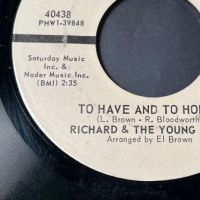 40438
PHW1-39848
Saturday Music
Inc. &
Nader Music Inc.
(BMI) 2:35
TO HAVE AND TO HOL
(L. Brown - R. Bloodworth
RICHARD & THE YOUNG
Arranged by El Brown